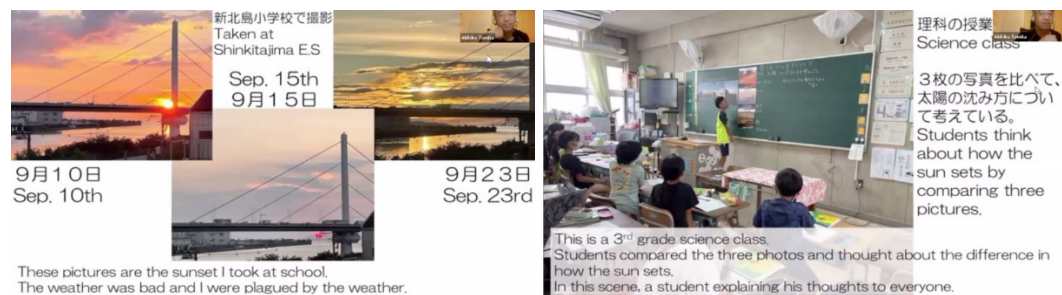 新北島小学校で撮影
Taken at
Shinkitajima E.S
Sep. 15th
9月15日
9月10日
Sep. 10th
9月23日
Sep. 23rd
These pictures are the sunset I took at school.
The weather was bad and I were plagued by the weather.
理科の授業
Science class
3枚の写真を比べて、
太陽の沈み方につい
て考えている。
Students think
about how the
sun sets by
comparing three
pictures.
This is a 3rd grade science class.
Students compared the three photos and thought about the difference in
how the sun sets.
In this scene, a student explaining his thoughts to everyone.